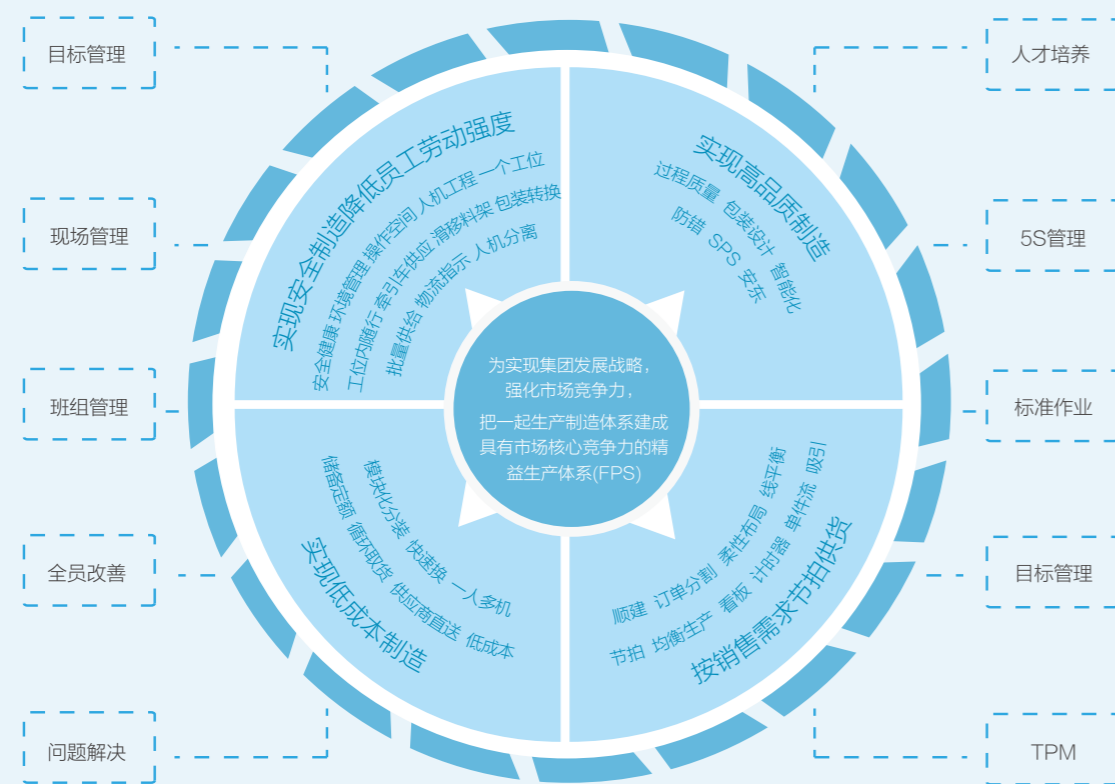 目标管理
现场管理
班组管理
全员改善
问题解决
实现安全制造降低员工劳动强度
安全健康 环境管理 操作空间 人机工程 一个工位
工位内随行 牵引车供应 滑移料架 包装转换
批量供给 物流指示 人机分离
实现高品质制造
过程质量 包装设计 智能化
防错 SPS 安东
为实现集团发展战略，
强化市场竞争力，
把一起生产制造体系建成
具有市场核心竞争力的精
益生产体系(FPS)
模块化分装 快速换 一人多机
储备定额 循环取货 供应商直送 低成本
实现低成本制造
顺建 订单分割 柔性布局 线平衡
节拍 均衡生产 看板 计时器 单件流 吸引
按销售需求节拍供货
人才培养
5S管理
标准作业
目标管理
TPM